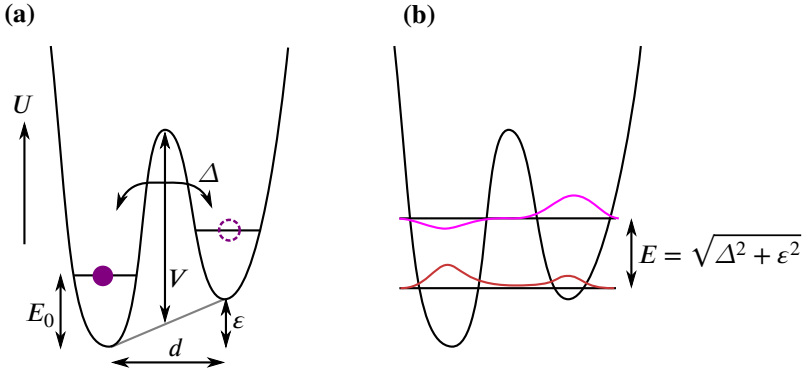 (a)
(b)
U
Δ
V
E₀
ε
d
E = √Δ² + ε²